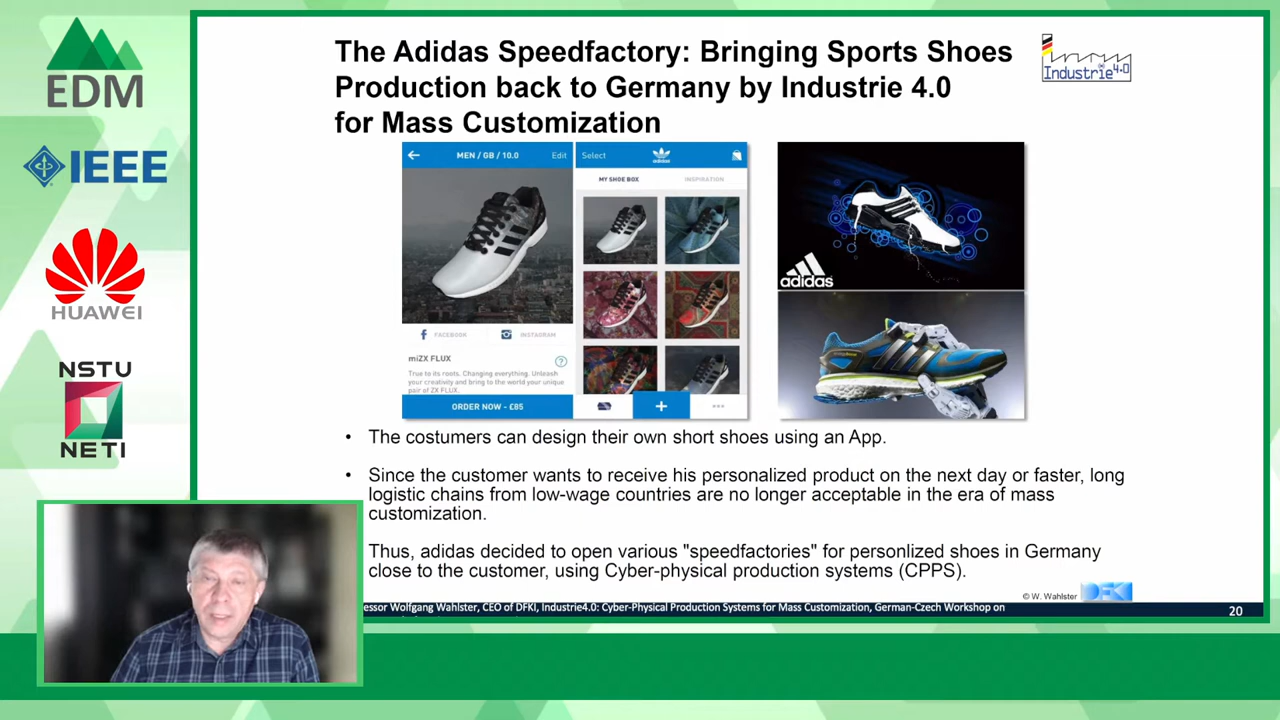 EDM
IEEE
HUAWEI
NSTU
NETI
The Adidas Speedfactory: Bringing Sports Shoes
Production back to Germany by Industrie 4.0
for Mass Customization
Industrie4.0
MEN / GB / 10.0
Edit
FACEBOOK
INSTAGRAM
miZX FLUX
?
True to its roots. Changing everything. Unleash
your creativity and bring to the world your unique
pair of ZX FLUX.
ORDER NOW - £85
Select
adidas
MY SHOE BOX
INSPIRATION
+
adidas
• The costumers can design their own short shoes using an App.
• Since the customer wants to receive his personalized product on the next day or faster, long
logistic chains from low-wage countries are no longer acceptable in the era of mass
customization.
Thus, adidas decided to open various "speedfactories" for personlized shoes in Germany
close to the customer, using Cyber-physical production systems (CPPS).
© W. Wahlster
DFKI
essor Wolfgang Wahlster, CEO of DFKI, Industrie4.0: Cyber-Physical Production Systems for Mass Customization, German-Czech Workshop on
20